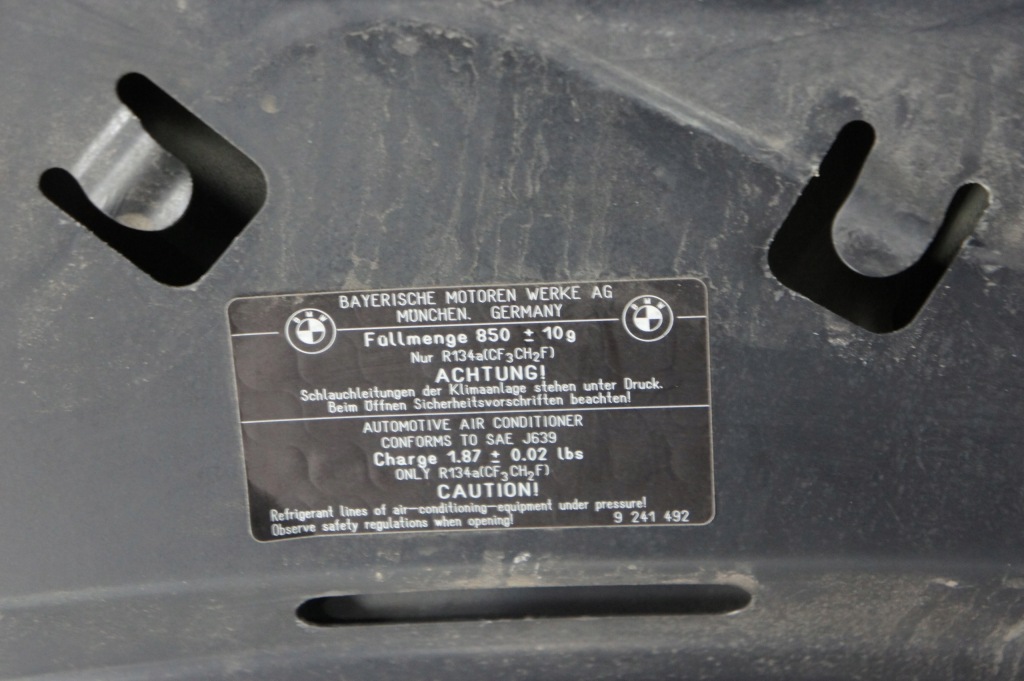 BAYERISCHE MOTOREN WERKE AG
MÜNCHEN. GERMANY
BMW
BMW
Füllmenge 850 ± 10g
Nur R134a(CF3CH2F)
ACHTUNG!
Schlauchleitungen der Klimaanlage stehen unter Druck.
Beim Öffnen Sicherheitsvorschriften beachten!
AUTOMOTIVE AIR CONDITIONER
CONFORMS TO SAE J639
Charge 1.87 ± 0.02 lbs
ONLY R134a(CF3CH2F)
CAUTION!
Refrigerant lines of air-conditioning-equipment under pressure!
Observe safety regulations when opening!
9 241 492